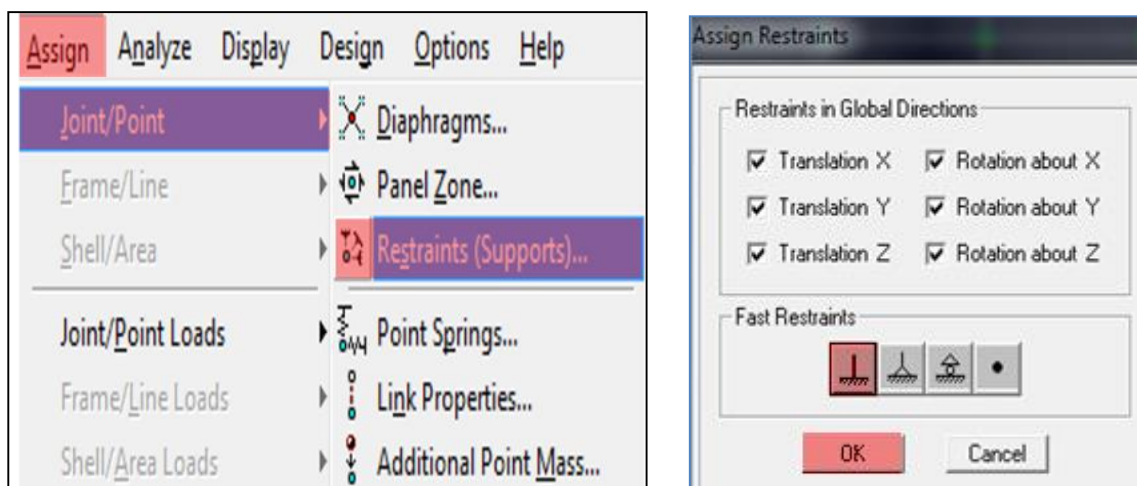 Assign Analyze Display Design Options Help
Joint/Point
Frame/Line
Shell/Area
Joint/Point Loads
Frame/Line Loads
Shell/Area Loads
Diaphragms...
Panel Zone...
Restraints (Supports)...
Point Springs...
Link Properties...
Additional Point Mass...
Assign Restraints
Restraints in Global Directions
Translation X Rotation about X
Translation Y Rotation about Y
Translation Z Rotation about Z
Fast Restraints
OK Cancel